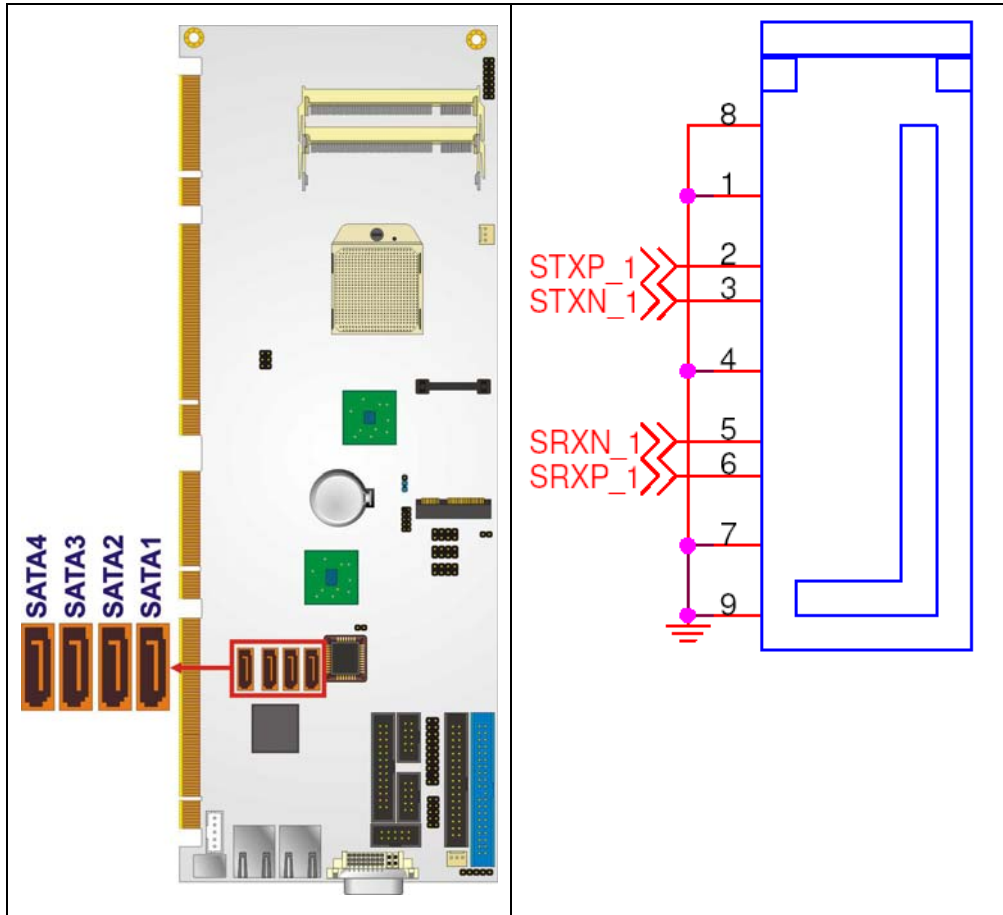 SATA4
SATA3
SATA2
SATA1
8
1
STXP_1
2
STXN_1
3
4
SRXN_1
5
SRXP_1
6
7
9